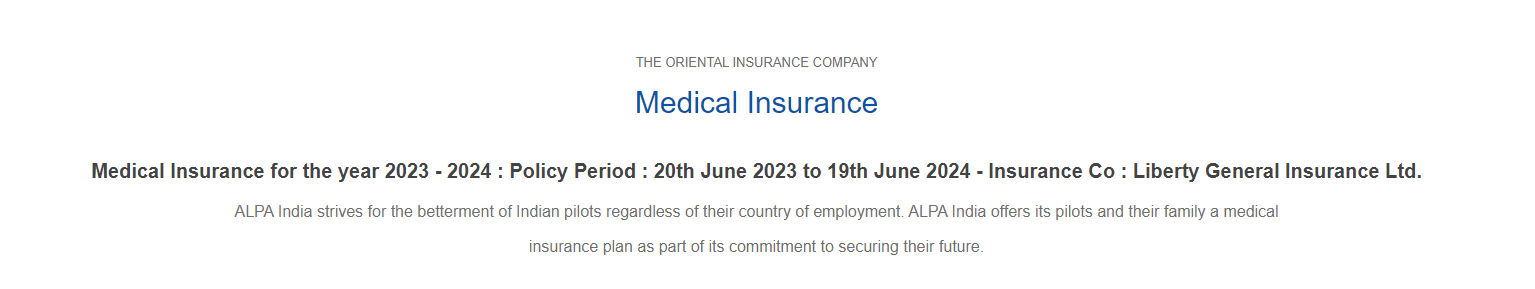 THE ORIENTAL INSURANCE COMPANY
Medical Insurance
Medical Insurance for the year 2023 - 2024 : Policy Period : 20th June 2023 to 19th June 2024 - Insurance Co : Liberty General Insurance Ltd.
ALPA India strives for the betterment of Indian pilots regardless of their country of employment. ALPA India offers its pilots and their family a medical
insurance plan as part of its commitment to securing their future.